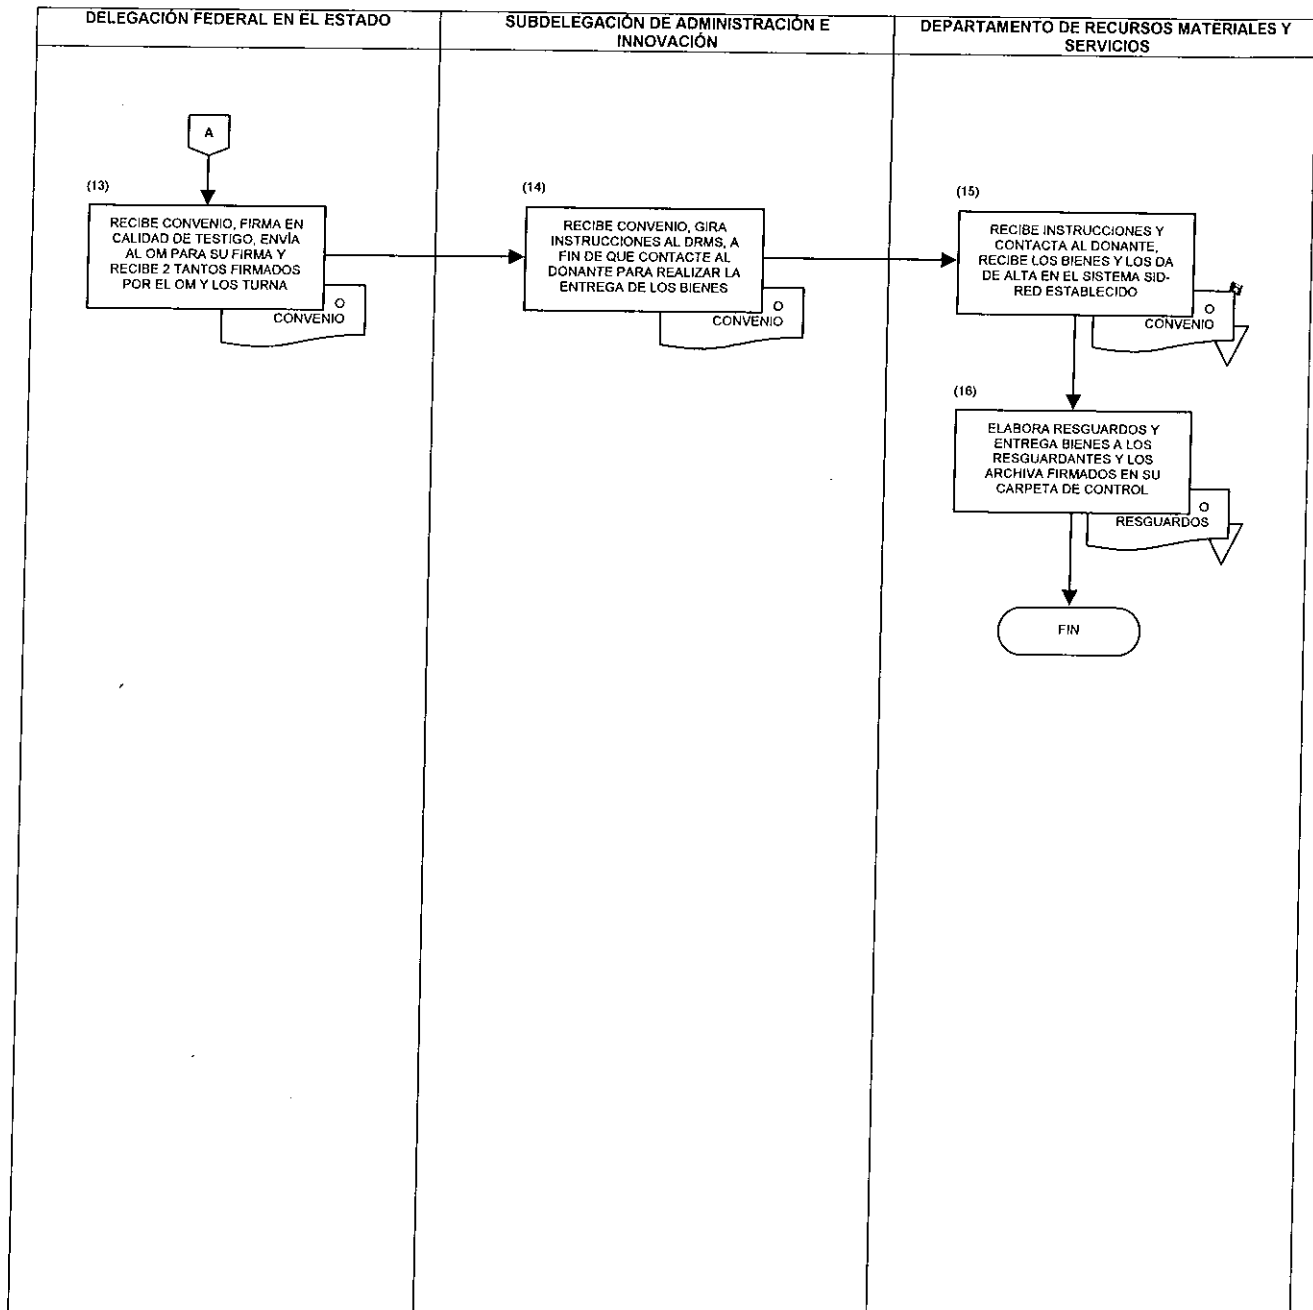 DELEGACIÓN FEDERAL EN EL ESTADO
SUBDELEGACIÓN DE ADMINISTRACIÓN E
INNOVACIÓN
DEPARTAMENTO DE RECURSOS MATERIALES Y
SERVICIOS
A
(13)
RECIBE CONVENIO, FIRMA EN
CALIDAD DE TESTIGO, ENVÍA
AL OM PARA SU FIRMA Y
RECIBE 2 TANTOS FIRMADOS
POR EL OM Y LOS TURNA
O
CONVENIO
(14)
RECIBE CONVENIO, GIRA
INSTRUCCIONES AL DRMS, A
FIN DE QUE CONTACTE AL
DONANTE PARA REALIZAR LA
ENTREGA DE LOS BIENES
O
CONVENIO
(15)
RECIBE INSTRUCCIONES Y
CONTACTA AL DONANTE,
RECIBE LOS BIENES Y LOS DA
DE ALTA EN EL SISTEMA SID-
RED ESTABLECIDO
O
CONVENIO
(16)
ELABORA RESGUARDOS Y
ENTREGA BIENES A LOS
RESGUARDANTES Y LOS
ARCHIVA FIRMADOS EN SU
CARPETA DE CONTROL
O
RESGUARDOS
FIN